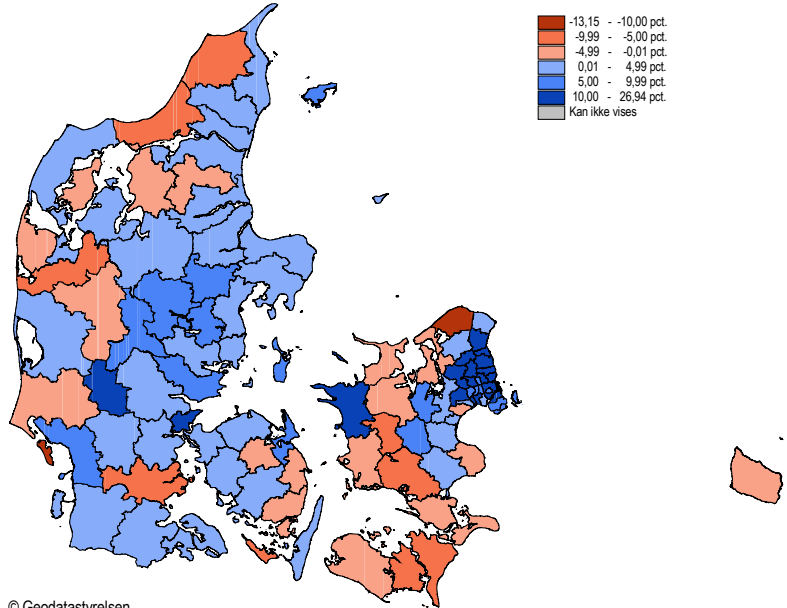 -13,15 - -10,00 pct.
-9,99 - -5,00 pct.
-4,99 - -0,01 pct.
0,01 - 4,99 pct.
5,00 - 9,99 pct.
10,00 - 26,94 pct.
Kan ikke vises
© Geodatastyrelsen